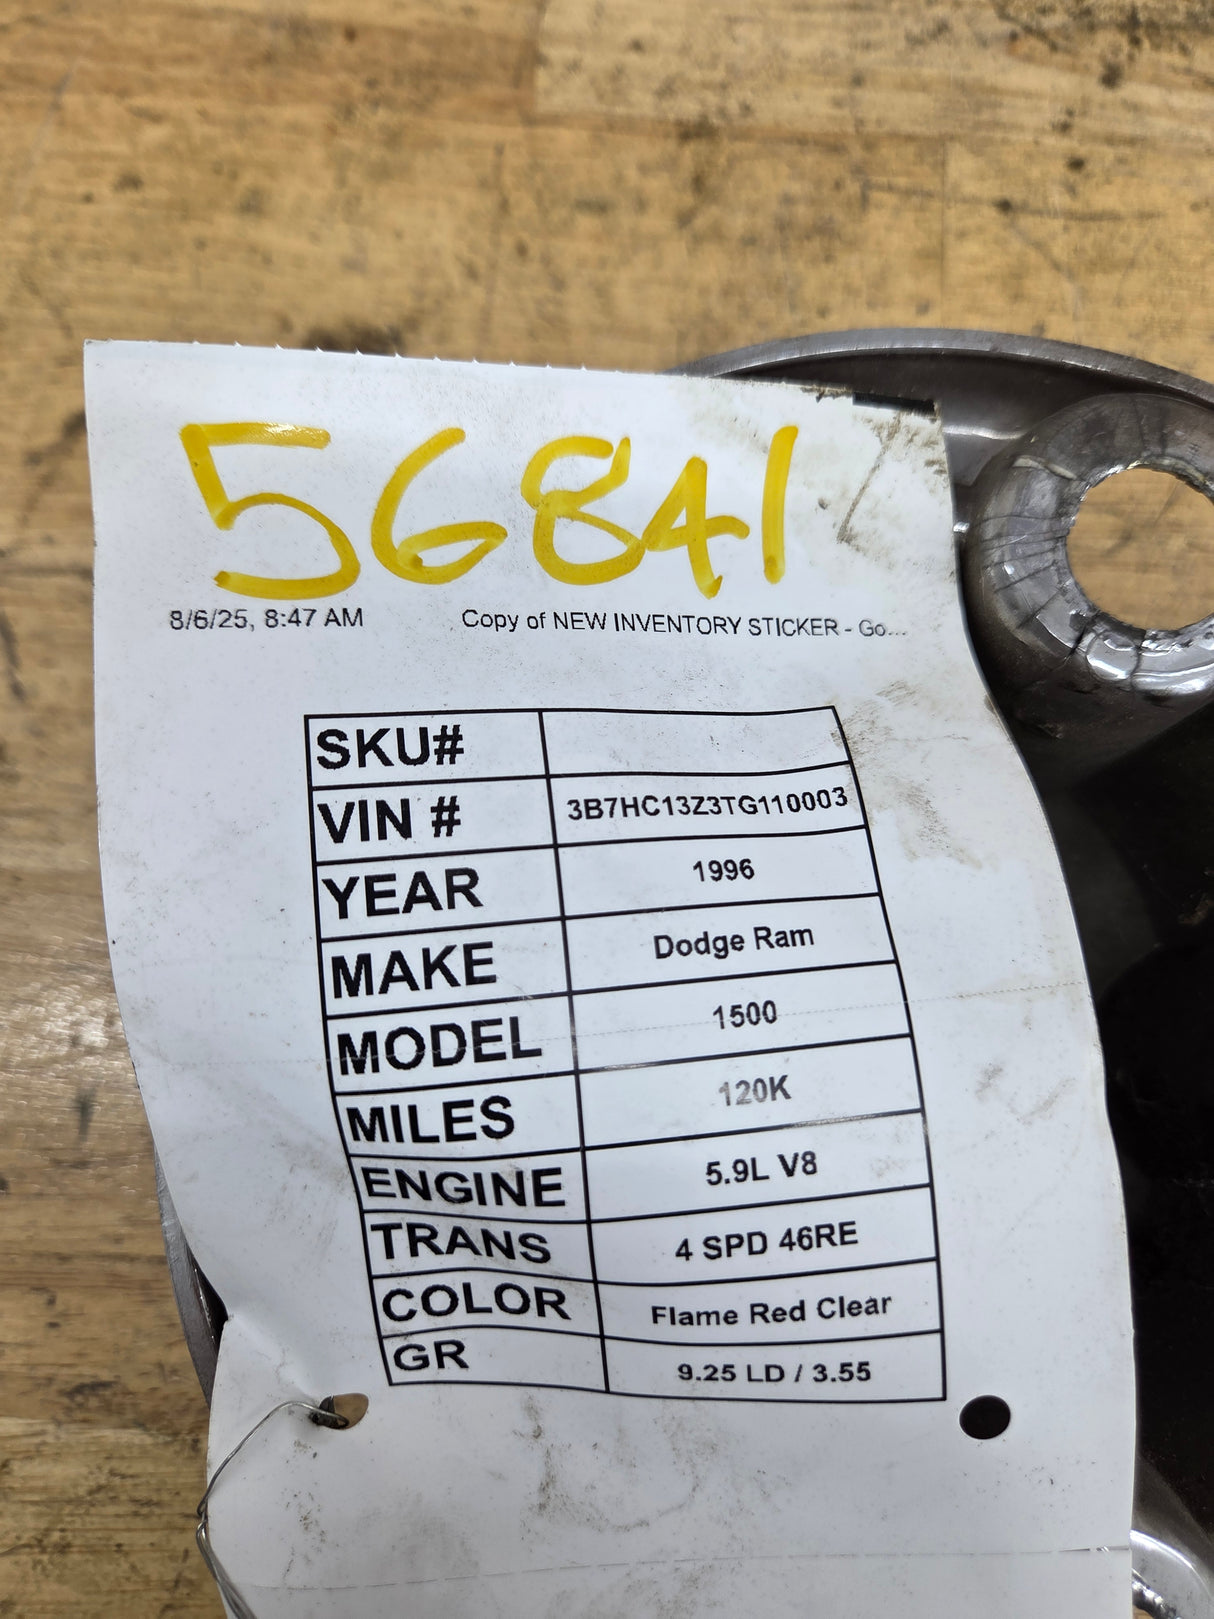 56841
8/6/25, 8:47 AM Copy of NEW INVENTORY STICKER - Go...
SKU#
VIN # 3B7HC13Z3TG110003
YEAR 1996
MAKE Dodge Ram
MODEL 1500
MILES 120K
ENGINE 5.9L V8
TRANS 4 SPD 46RE
COLOR Flame Red Clear
GR 9.25 LD / 3.55